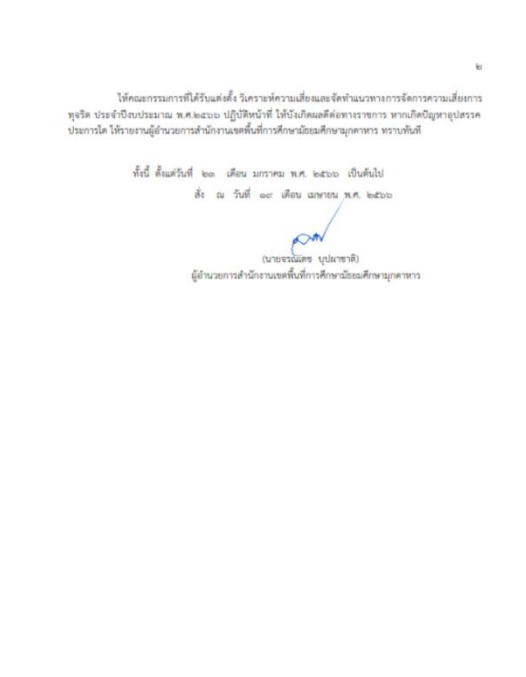 ๒
ให้คณะกรรมการที่ได้รับแต่งตั้ง วิเคราะห์ความเสี่ยงและจัดทำแนวทางการจัดการความเสี่ยงการ
ทุจริต ประจำปีงบประมาณ พ.ศ.๒๕๖๖ ปฏิบัติหน้าที่ ให้บังเกิดผลดีต่อทางราชการ หากเกิดปัญหาอุปสรรค
ประการใด ให้รายงานผู้อำนวยการสำนักงานเขตพื้นที่การศึกษามัธยมศึกษามุกดาหาร ทราบทันที
ทั้งนี้ ตั้งแต่วันที่ ๒๓ เดือน มกราคม พ.ศ. ๒๕๖๖ เป็นต้นไป
สั่ง ณ วันที่ ๑๙ เดือน เมษายน พ.ศ. ๒๕๖๖
(นายจรณเดช บุปผาชาติ)
ผู้อำนวยการสำนักงานเขตพื้นที่การศึกษามัธยมศึกษามุกดาหาร